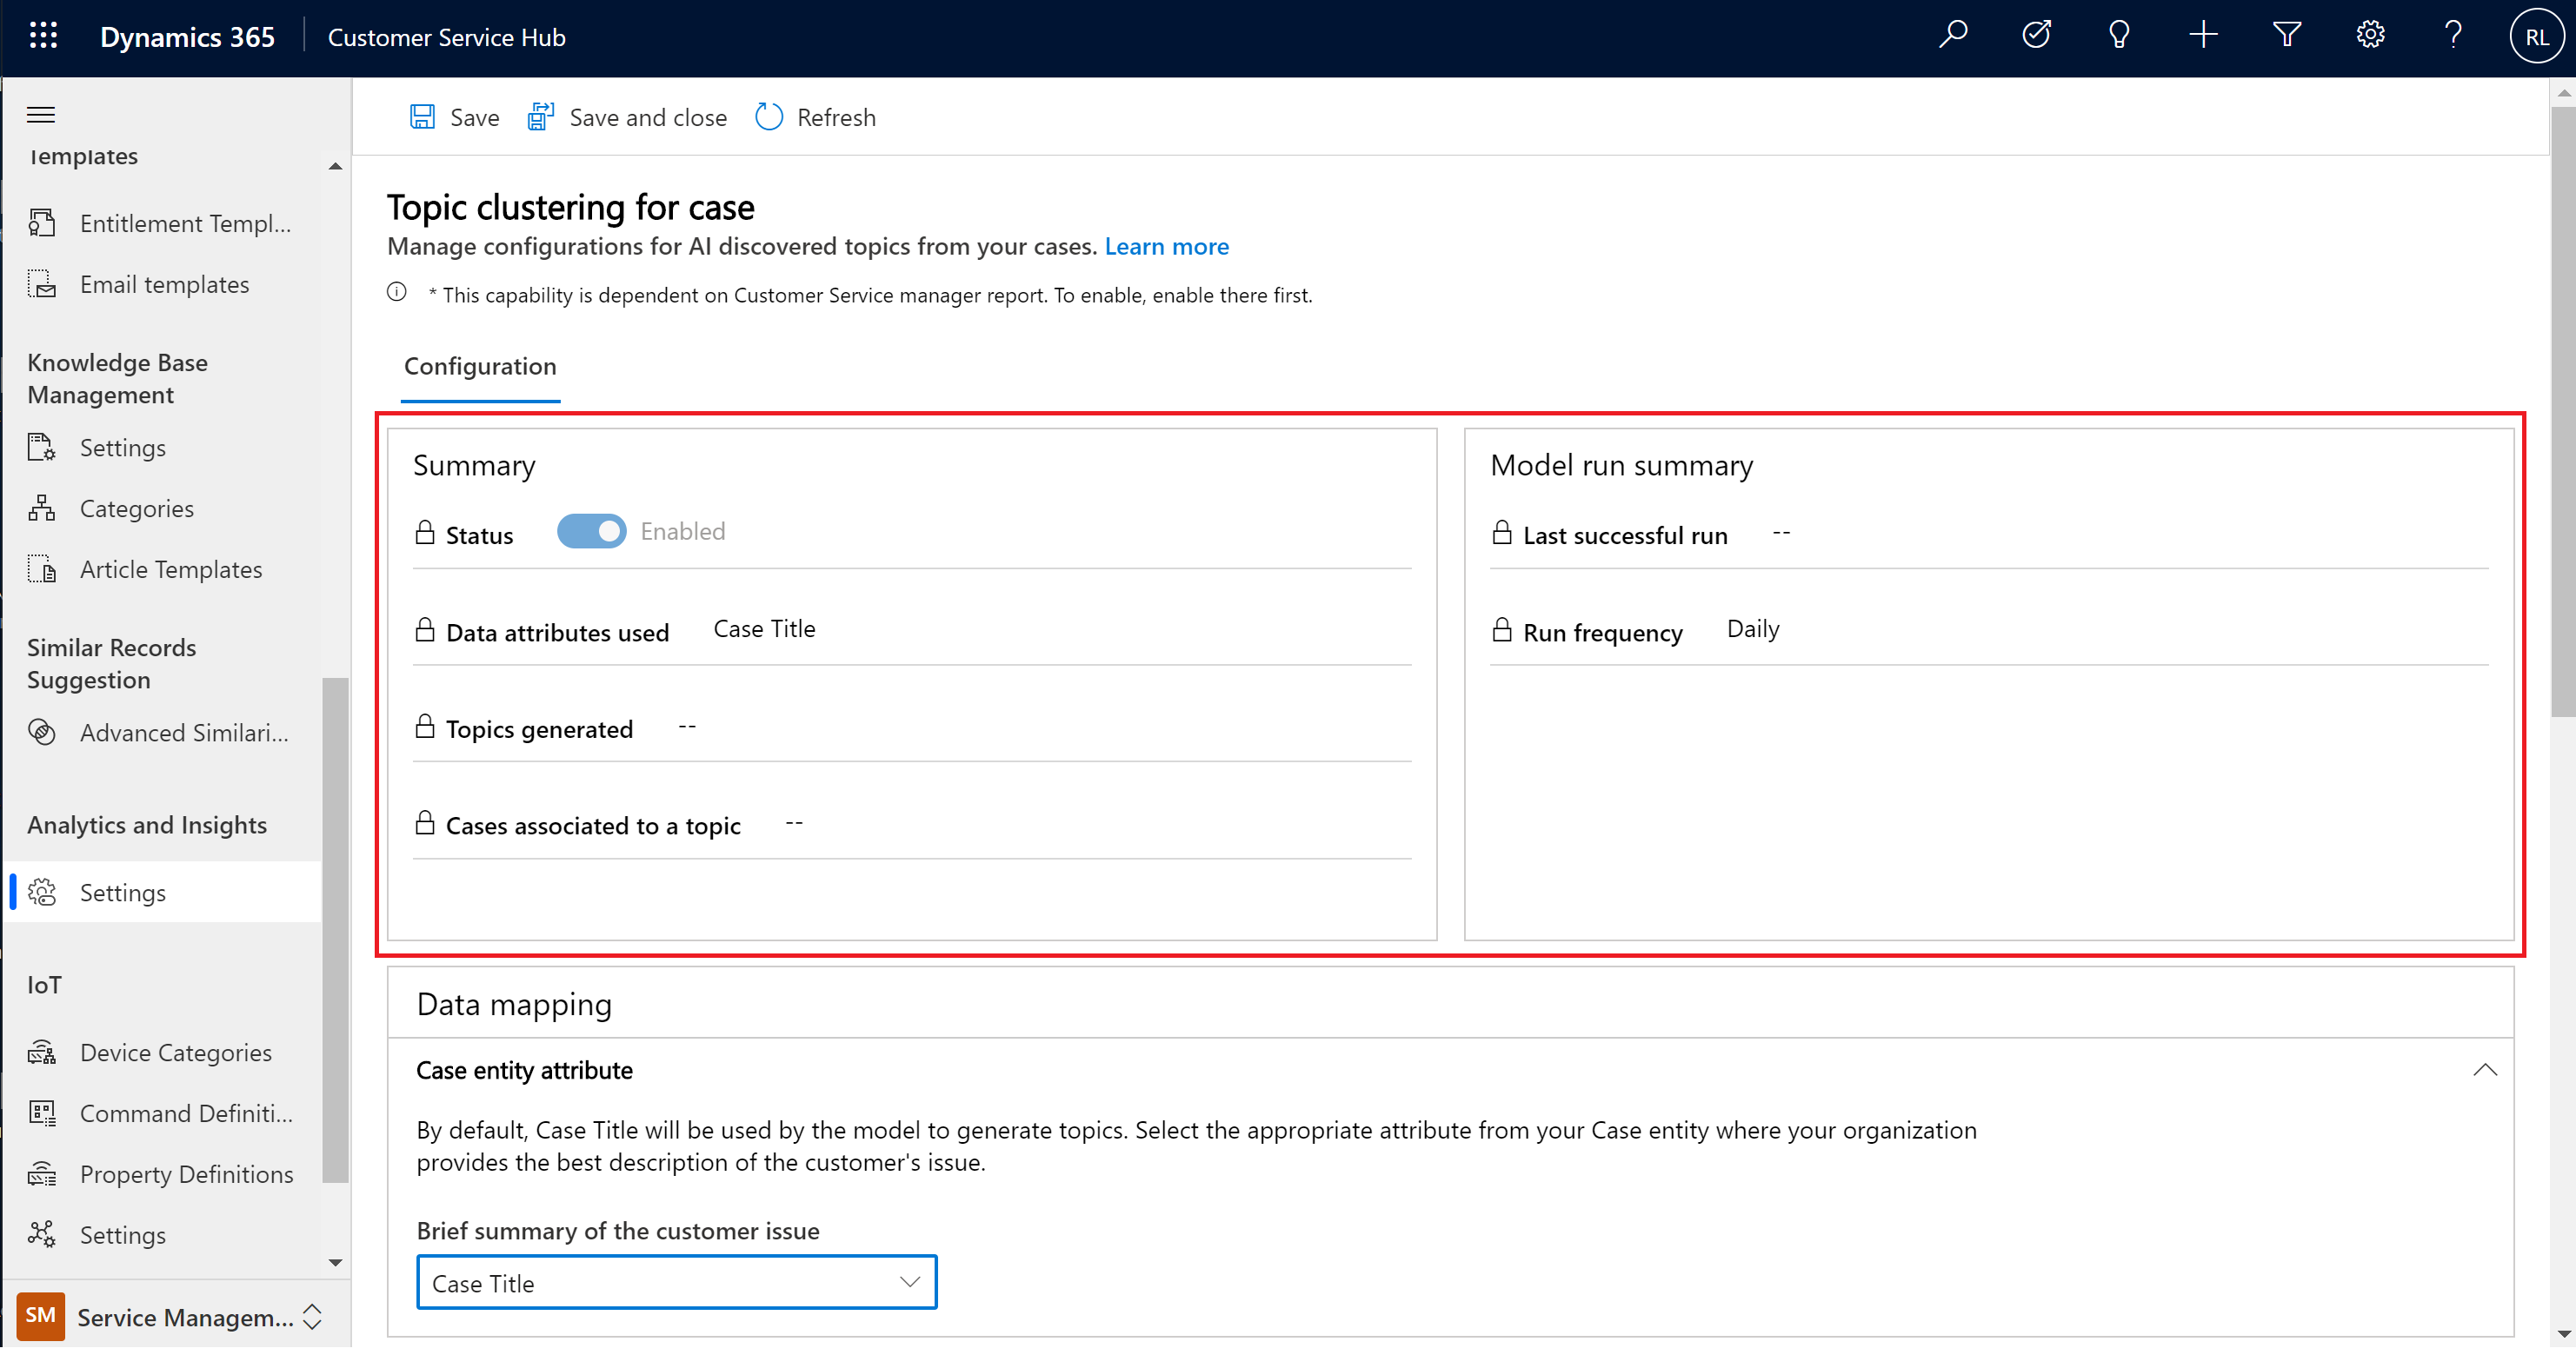 Dynamics 365
Customer Service Hub
RL
Save
Save and close
Refresh
Templates
Entitlement Templ...
Email templates
Knowledge Base
Management
Settings
Categories
Article Templates
Similar Records
Suggestion
Advanced Similari...
Analytics and Insights
Settings
IoT
Device Categories
Command Definiti...
Property Definitions
Settings
SM
Service Managem...
Topic clustering for case
Manage configurations for AI discovered topics from your cases. Learn more
* This capability is dependent on Customer Service manager report. To enable, enable there first.
Configuration
Summary
Status Enabled
Data attributes used Case Title
Topics generated --
Cases associated to a topic --
Model run summary
Last successful run --
Run frequency Daily
Data mapping
Case entity attribute
By default, Case Title will be used by the model to generate topics. Select the appropriate attribute from your Case entity where your organization
provides the best description of the customer's issue.
Brief summary of the customer issue
Case Title